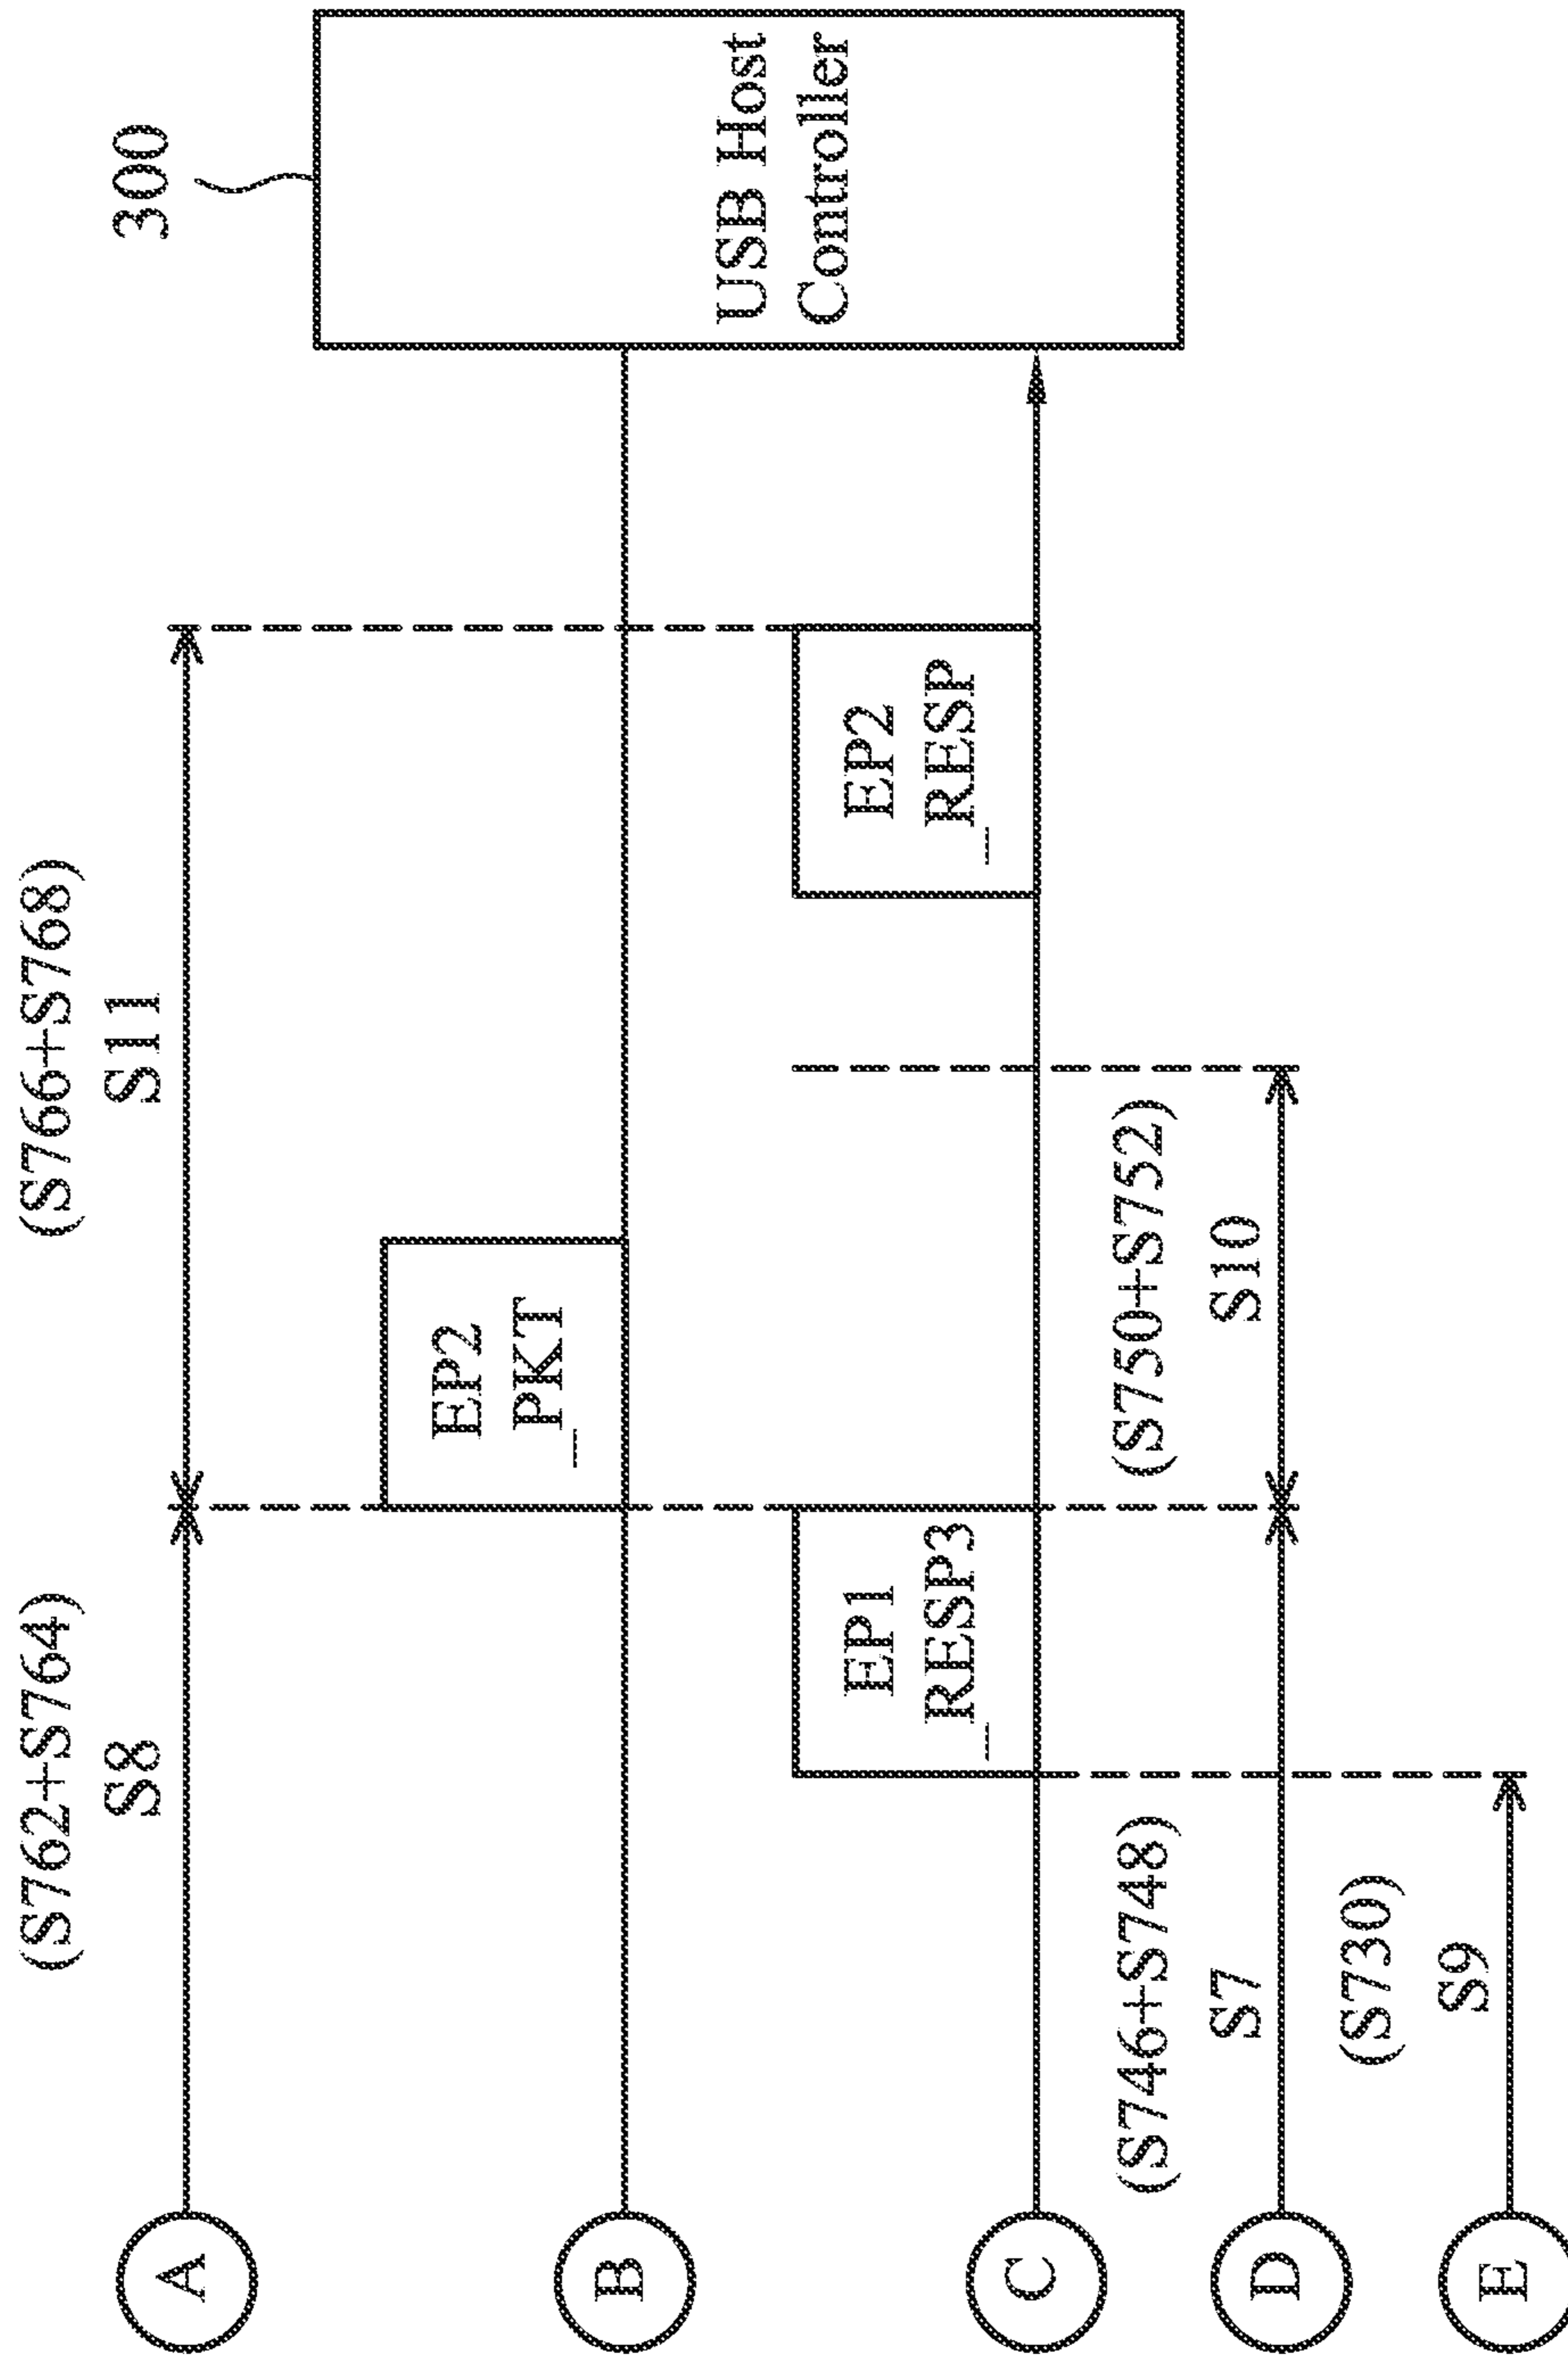 (S762+S764)
S8
(S766+S768)
S11
300
A
EP2
_PKT
B
USB Host
Controller
EP1
_RESP3
EP2
_RESP
C
(S746+S748)
S7
(S750+S752)
S10
D
(S730)
S9
E